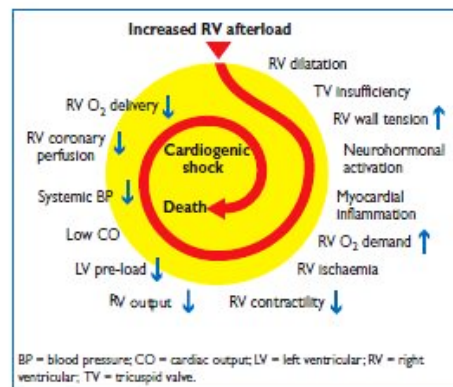 Increased RV afterload
RV dilatation
TV insufficiency
RV wall tension ↑
Neurohormonal
activation
Myocardial
inflammation
RV O₂ demand ↑
RV ischaemia
RV contractility ↓
RV output ↓
LV pre-load ↓
Low CO
Systemic BP ↓
RV coronary
perfusion ↓
RV O₂ delivery ↓
Cardiogenic
shock
Death
BP = blood pressure; CO = cardiac output; LV = left ventricular; RV = right
ventricular; TV = tricuspid valve.